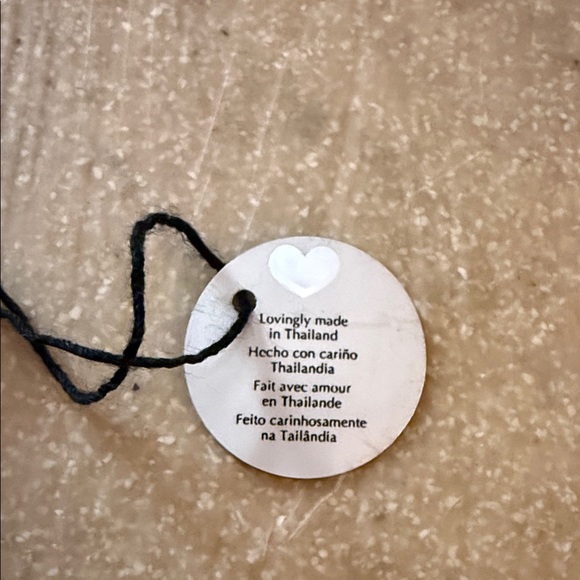 Lovingly made
in Thailand
Hecho con cariño
Thailandia
Fait avec amour
en Thailande
Feito carinhosamente
na Tailândia